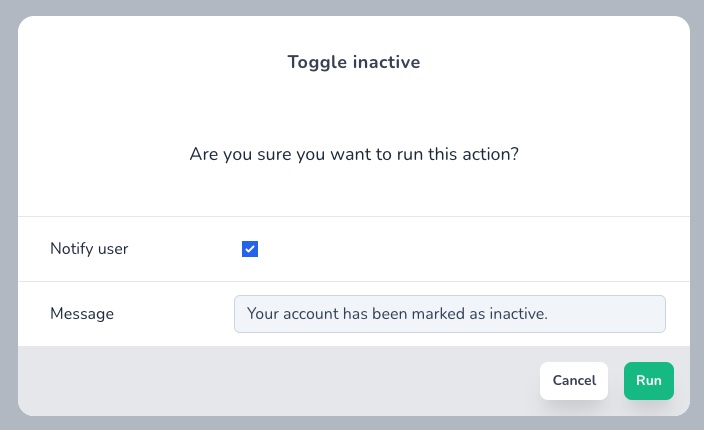 Toggle inactive
Are you sure you want to run this action?
Notify user
Message
Your account has been marked as inactive.
Cancel
Run